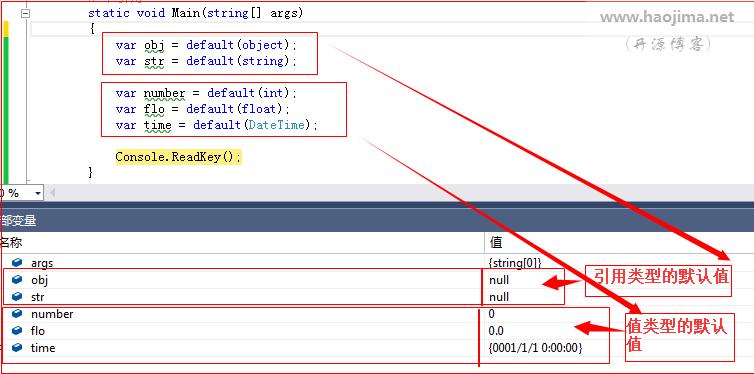 static void Main(string[] args)
www.haojima.net
{
(开源博客)
var obj = default(object);
var str = default(string);
var number = default(int);
var flo = default(float);
var time = default(DateTime);
Console.ReadKey();
}
0 %
部变量
名称 值
args {string[0]}
obj null
str null
引用类型的默认值
number 0
flo 0.0
time {0001/1/1 0:00:00}
值类型的默认
值